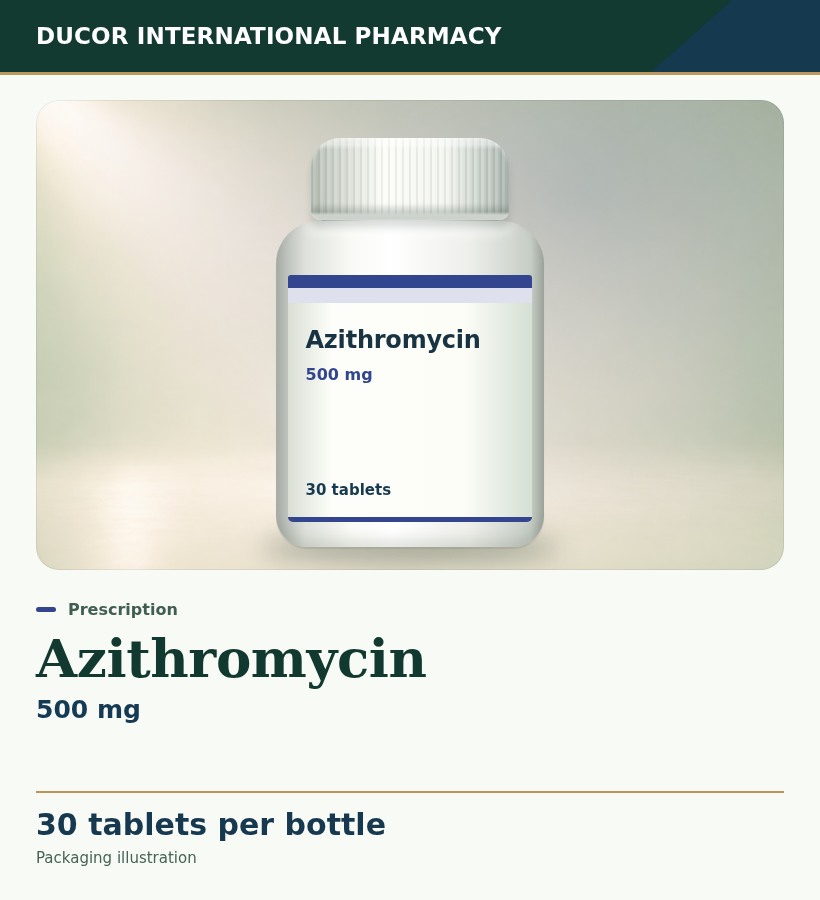 DUCOR INTERNATIONAL PHARMACY
Azithromycin
500 mg
30 tablets
Prescription
Azithromycin
500 mg
30 tablets per bottle
Packaging illustration